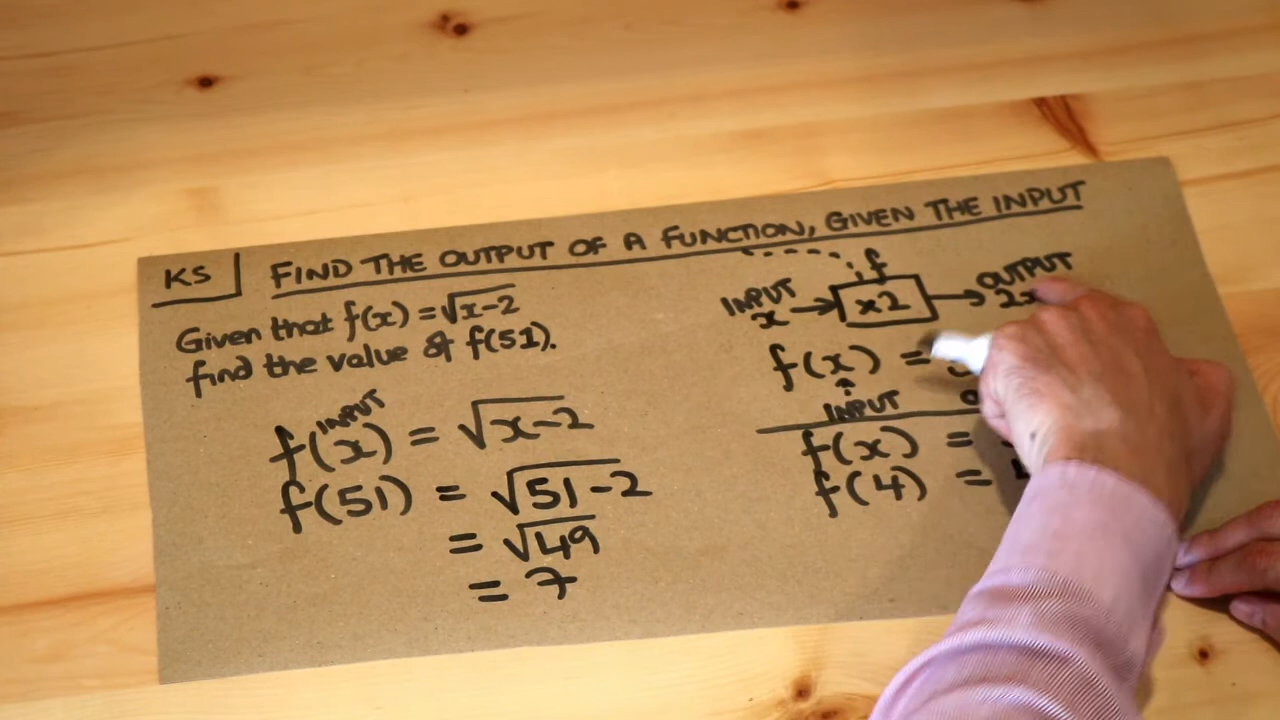 KS FIND THE OUTPUT OF A FUNCTION, GIVEN THE INPUT
Given that f(x) = √x-2
find the value of f(51).
INPUT
f(x) = √x-2
f(51) = √51-2
= √49
= 7
f
INPUT OUTPUT
x → ×2 →
f(x) =
INPUT
f(x) =
f(4) =